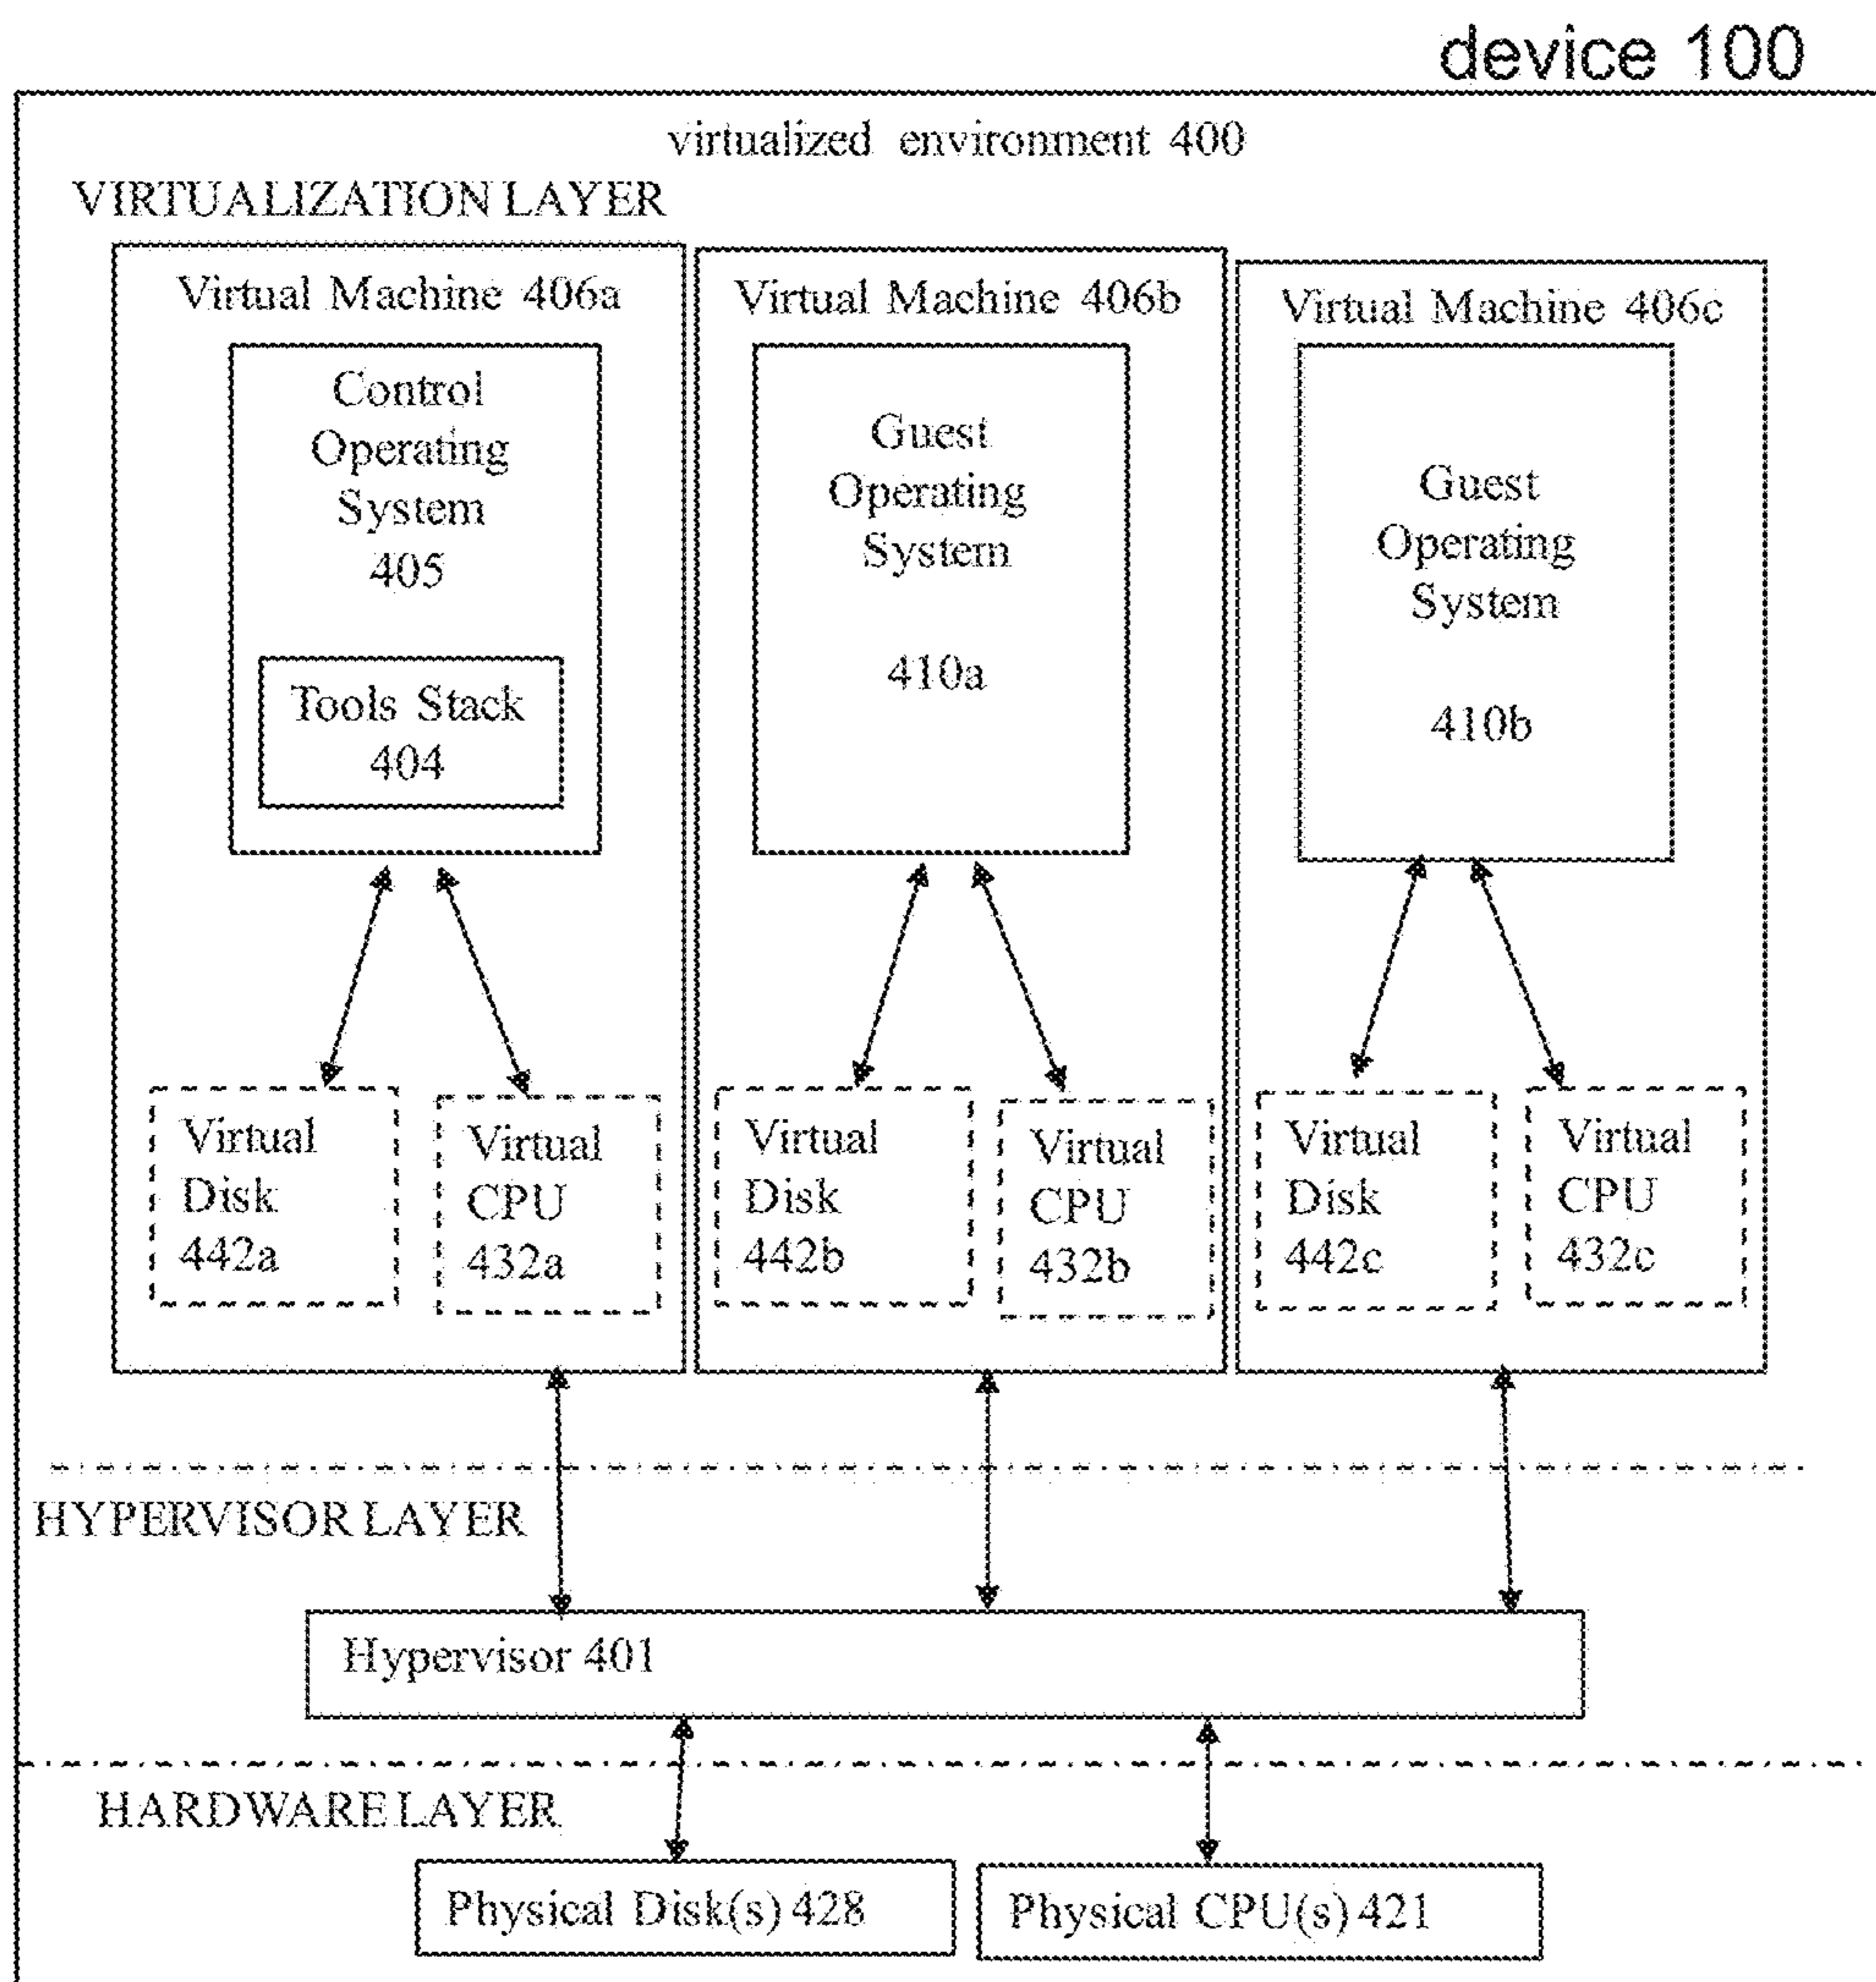 device 100
virtualized environment 400
VIRTUALIZATION LAYER
Virtual Machine 406a
Control
Operating
System
405
Tools Stack
404
Virtual
Disk
442a
Virtual
CPU
432a
Virtual Machine 406b
Guest
Operating
System
410a
Virtual
Disk
442b
Virtual
CPU
432b
Virtual Machine 406c
Guest
Operating
System
410b
Virtual
Disk
442c
Virtual
CPU
432c
HYPERVISOR LAYER
Hypervisor 401
HARDWARE LAYER
Physical Disk(s) 428
Physical CPU(s) 421